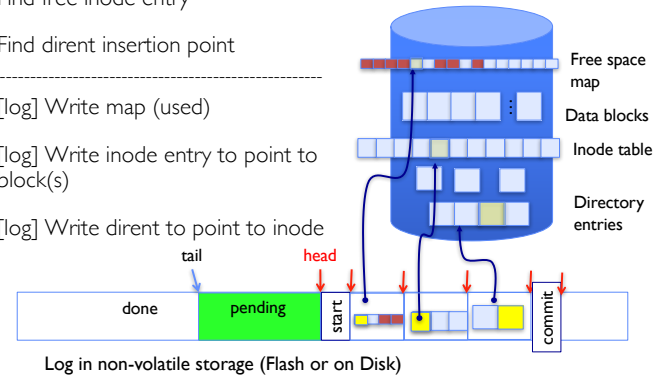 Find free inode entry
Find dirent insertion point
----------------------------------------------------
[log] Write map (used)
[log] Write inode entry to point to
block(s)
[log] Write dirent to point to inode
Free space
map
Data blocks
...
Inode table
Directory
entries
tail
head
done
pending
start
commit
Log in non-volatile storage (Flash or on Disk)